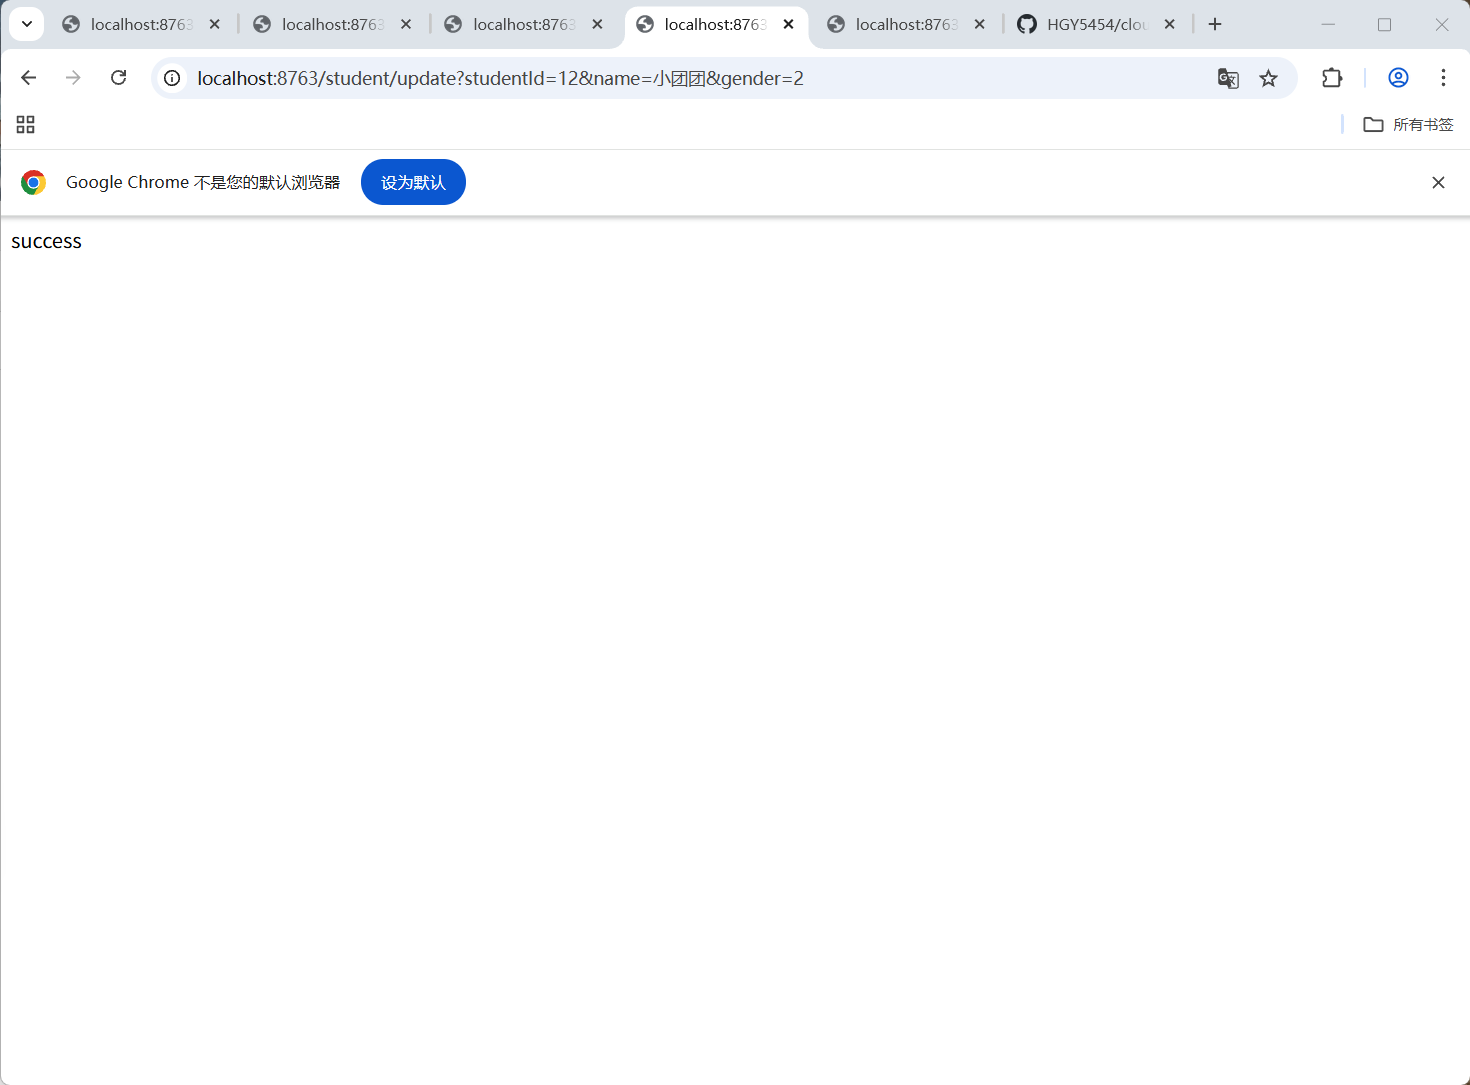 localhost:8763
localhost:8763
localhost:8763
localhost:8763
localhost:8763
HGY5454/clou
localhost:8763/student/update?studentId=12&name=小团团&gender=2
所有书签
Google Chrome 不是您的默认浏览器
设为默认
success